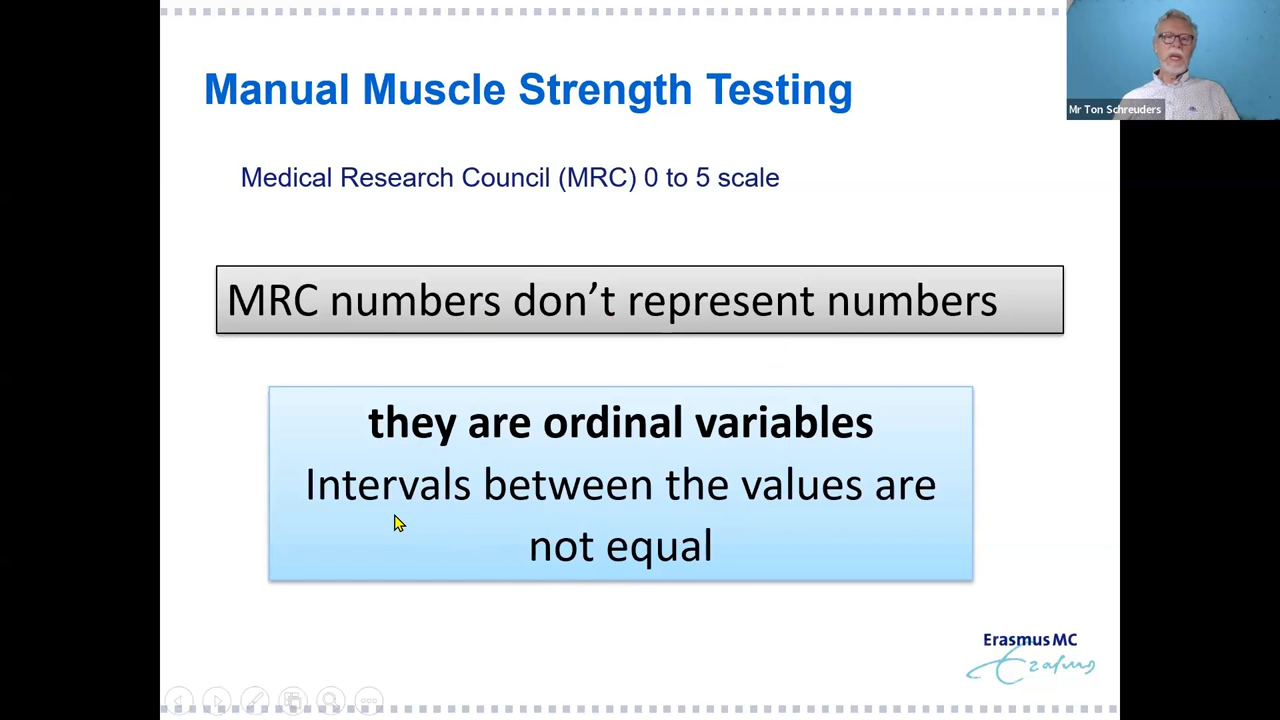 Manual Muscle Strength Testing
Mr Ton Schreuders
Medical Research Council (MRC) 0 to 5 scale
MRC numbers don’t represent numbers
they are ordinal variables
Intervals between the values are
not equal
Erasmus MC
Erasmus